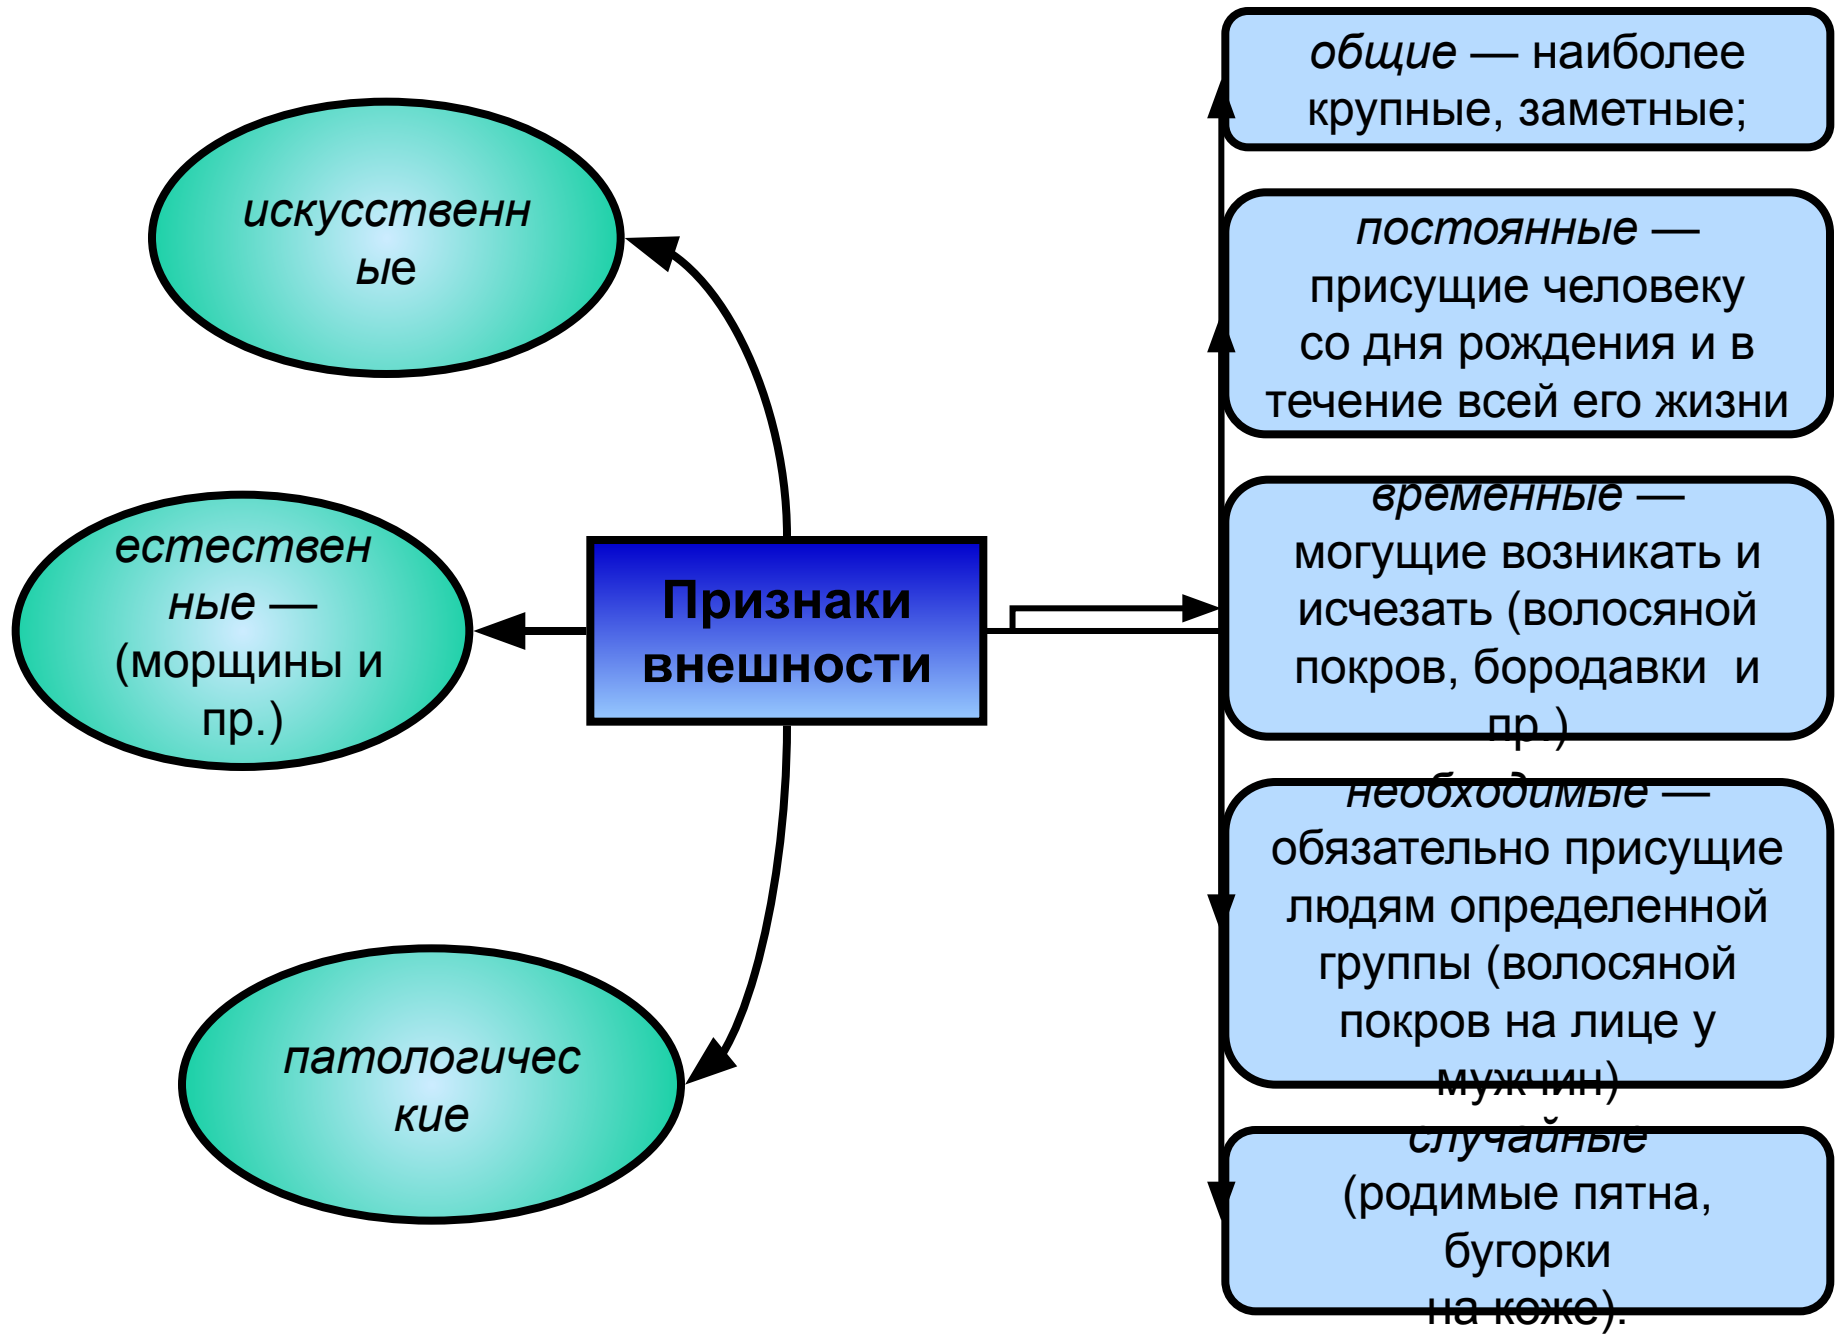 искусственн
ые
естествен
ные —
(морщины и
пр.)
патологичес
кие
Признаки
внешности
общие — наиболее
крупные, заметные;
постоянные —
присущие человеку
со дня рождения и в
течение всей его жизни
временные —
могущие возникать и
исчезать (волосяной
покров, бородавки и
пр.)
необходимые —
обязательно присущие
людям определенной
группы (волосяной
покров на лице у
мужчин)
случайные
(родимые пятна,
бугорки
на коже).